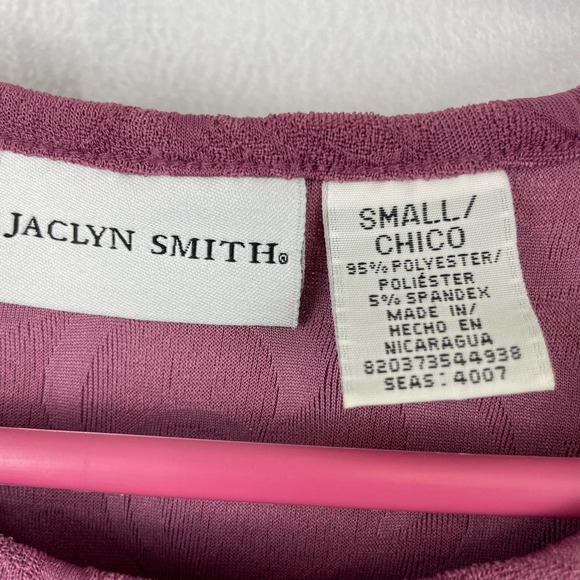 JACLYN SMITH®
SMALL/
CHICO
95% POLYESTER/
POLIÉSTER
5% SPANDEX
MADE IN/
HECHO EN
NICARAGUA
820373544938
SEAS: 4007